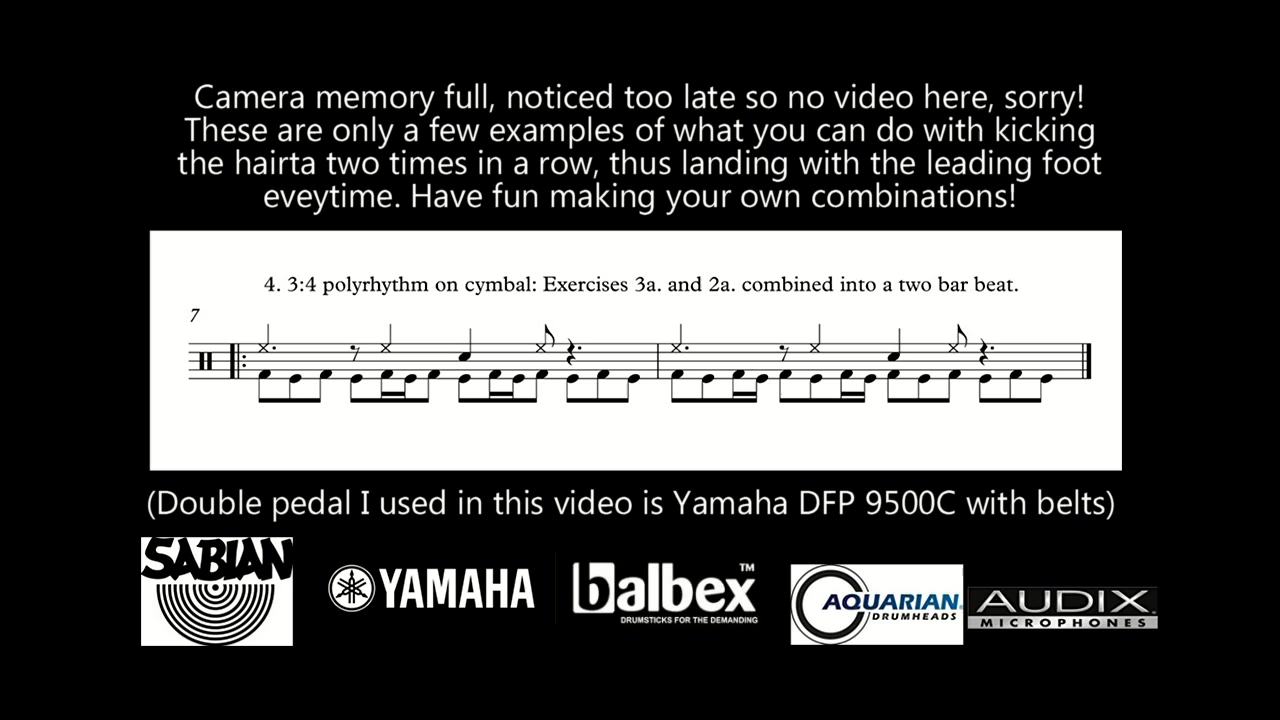 Camera memory full, noticed too late so no video here, sorry!
These are only a few examples of what you can do with kicking
the hairta two times in a row, thus landing with the leading foot
eveytime. Have fun making your own combinations!
4. 3:4 polyrhythm on cymbal: Exercises 3a. and 2a. combined into a two bar beat.
7
(Double pedal I used in this video is Yamaha DFP 9500C with belts)
SABIAN
YAMAHA
balbex™
DRUMSTICKS FOR THE DEMANDING
AQUARIAN®
DRUMHEADS
AUDIX®
MICROPHONES